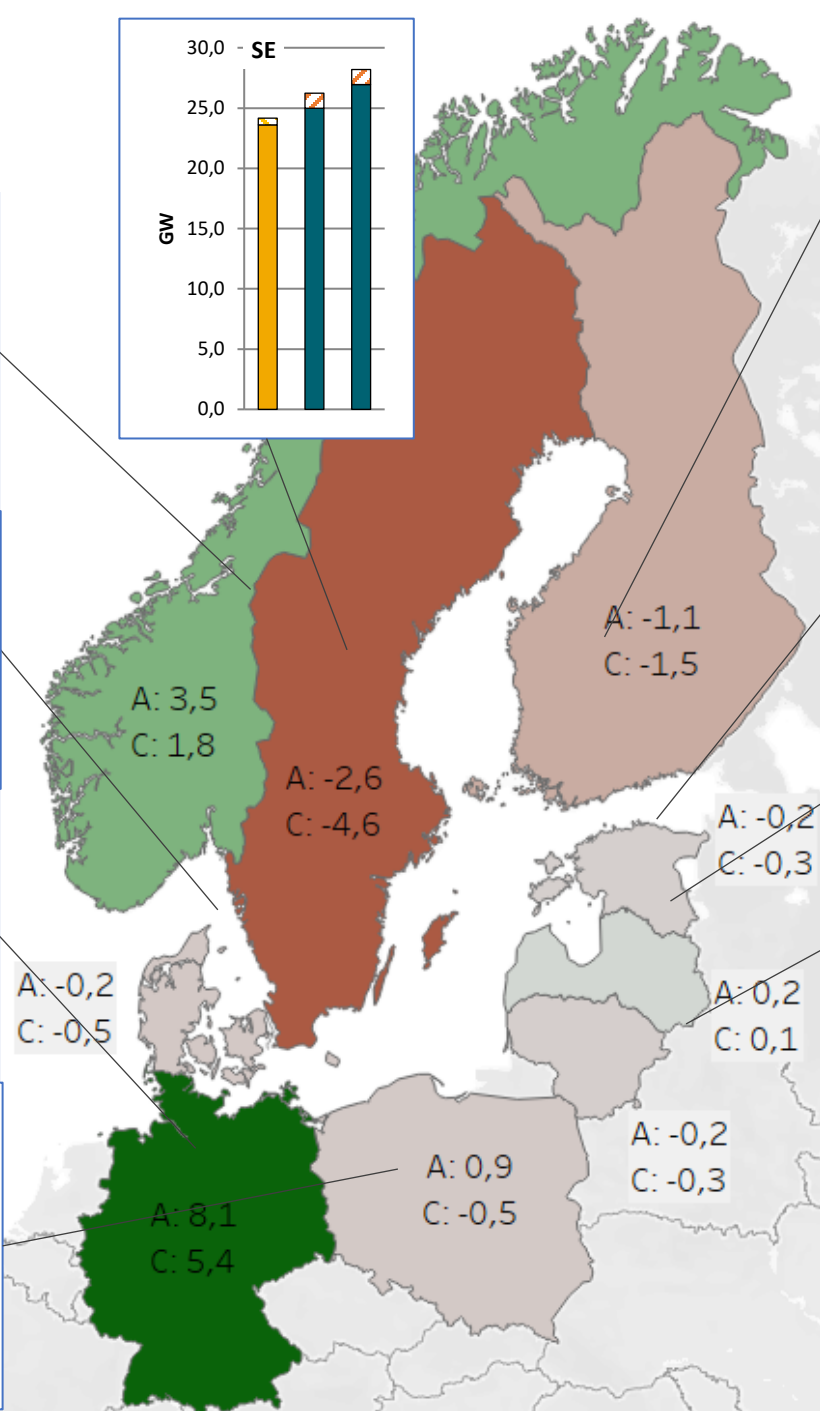 SE
30,0
25,0
20,0
15,0
10,0
5,0
0,0
GW
A: -1,1
C: -1,5
A: 3,5
C: 1,8
A: -2,6
C: -4,6
A: -0,2
C: -0,3
A: -0,2
C: -0,5
A: 0,2
C: 0,1
A: -0,2
C: -0,3
A: 0,9
C: -0,5
A: 8,1
C: 5,4